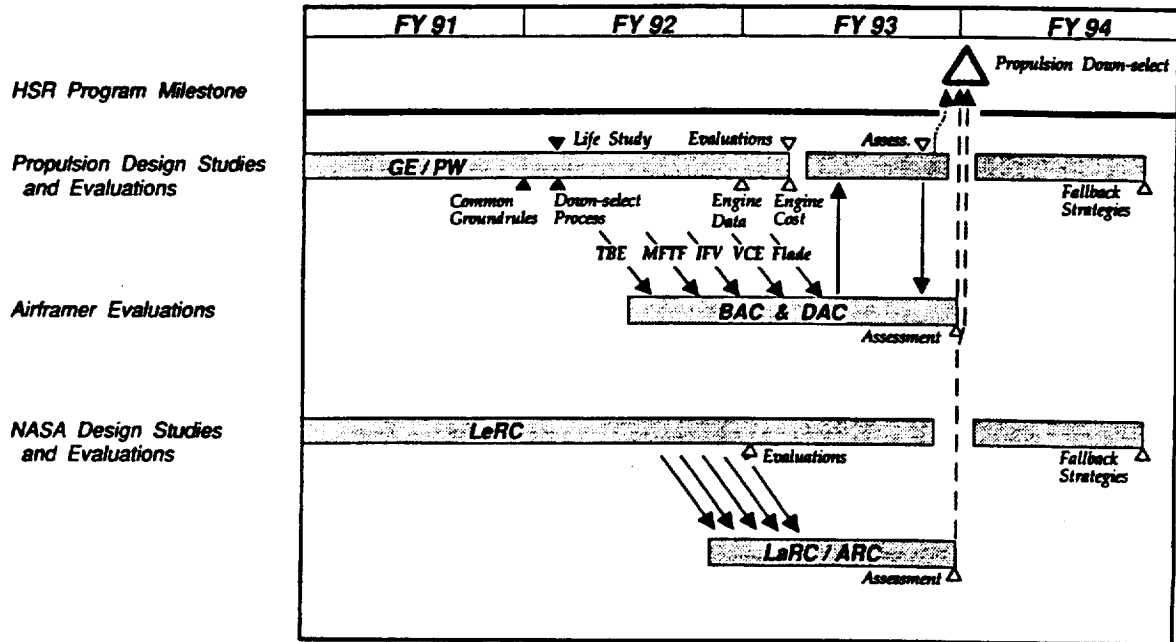 FY 91 FY 92 FY 93 FY 94
HSR Program Milestone
Propulsion Down-select
Propulsion Design Studies
and Evaluations
Life Study Evaluations Assess.
GE / PW
Common
Groundrules
Down-select
Process
Engine
Data
Engine
Cost
Fallback
Strategies
TBE MFTF IFV VCE Flade
Airframer Evaluations
BAC & DAC
Assessment
NASA Design Studies
and Evaluations
LeRC
Evaluations
Fallback
Strategies
LaRC / ARC
Assessment